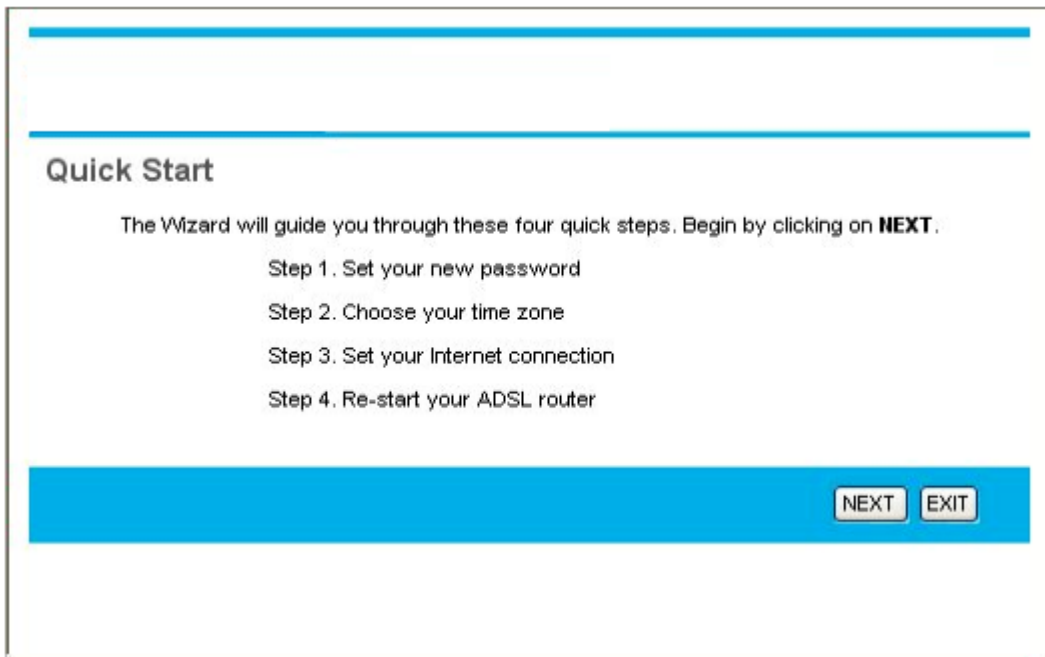 Quick Start
The Wizard will guide you through these four quick steps. Begin by clicking on NEXT.
Step 1. Set your new password
Step 2. Choose your time zone
Step 3. Set your Internet connection
Step 4. Re-start your ADSL router
NEXT EXIT